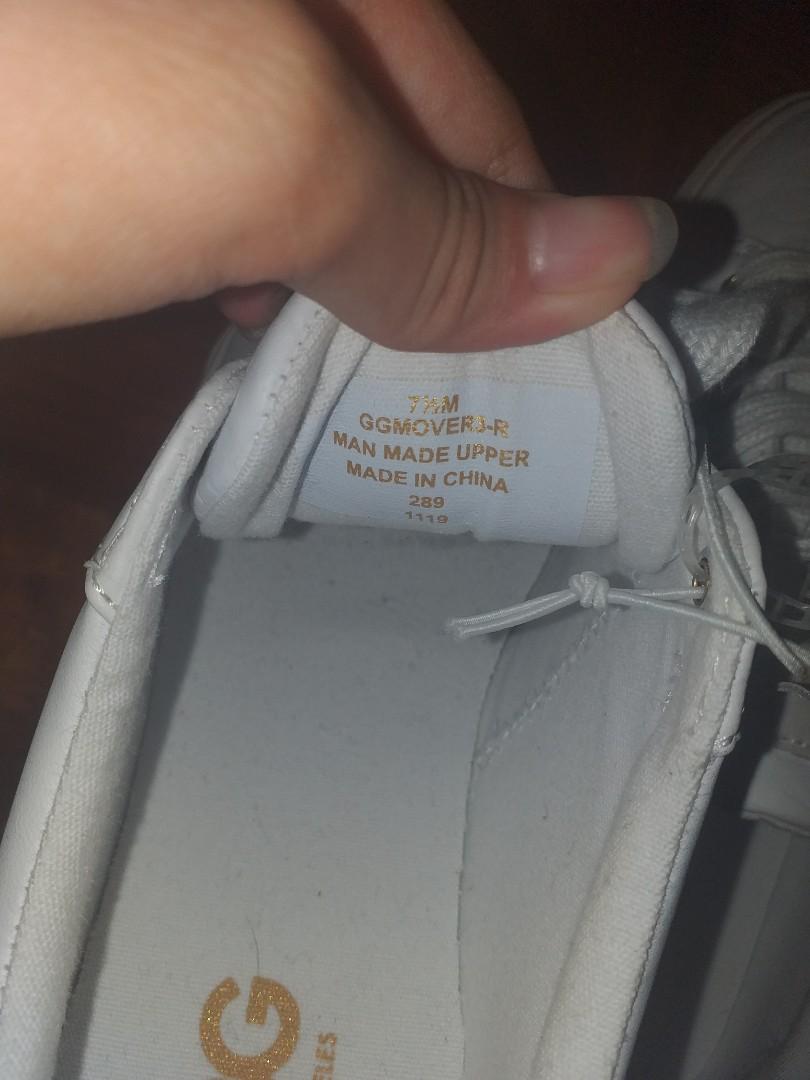 7½M
GGMOVER3-R
MAN MADE UPPER
MADE IN CHINA
289
1119
G